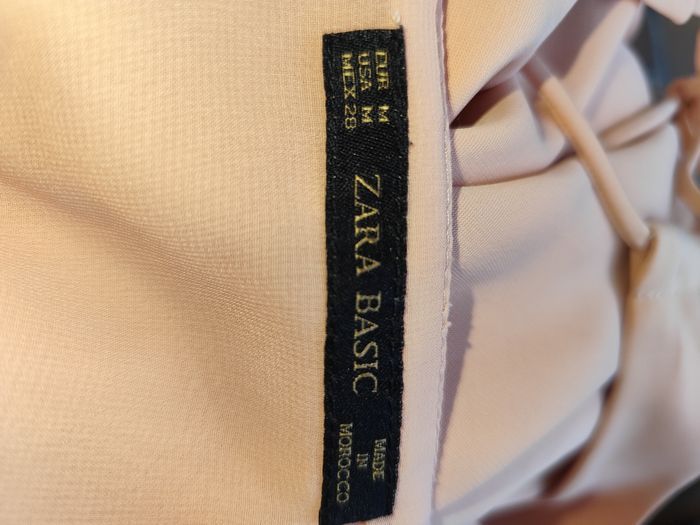 EUR M
USA M
MEX 28
ZARA BASIC
MADE
IN
MOROCCO